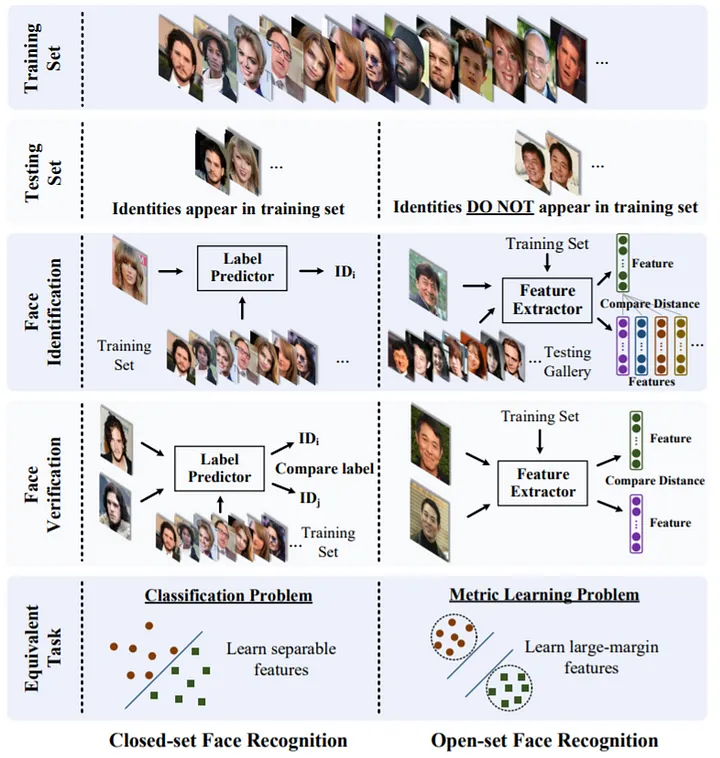 Training
Set
...
Testing
Set
...
Identities appear in training set
...
Identities DO NOT appear in training set
Face
Identification
Label
Predictor
IDi
Training
Set
...
Training Set
Feature
Extractor
Feature
Compare Distance
... Testing
Gallery
...
Features
Face
Verification
Label
Predictor
IDi
Compare label
IDj
... Training
Set
Training Set
Feature
Extractor
Feature
Compare Distance
Feature
Equivalent
Task
Classification Problem
Learn separable
features
Metric Learning Problem
Learn large-margin
features
Closed-set Face Recognition
Open-set Face Recognition